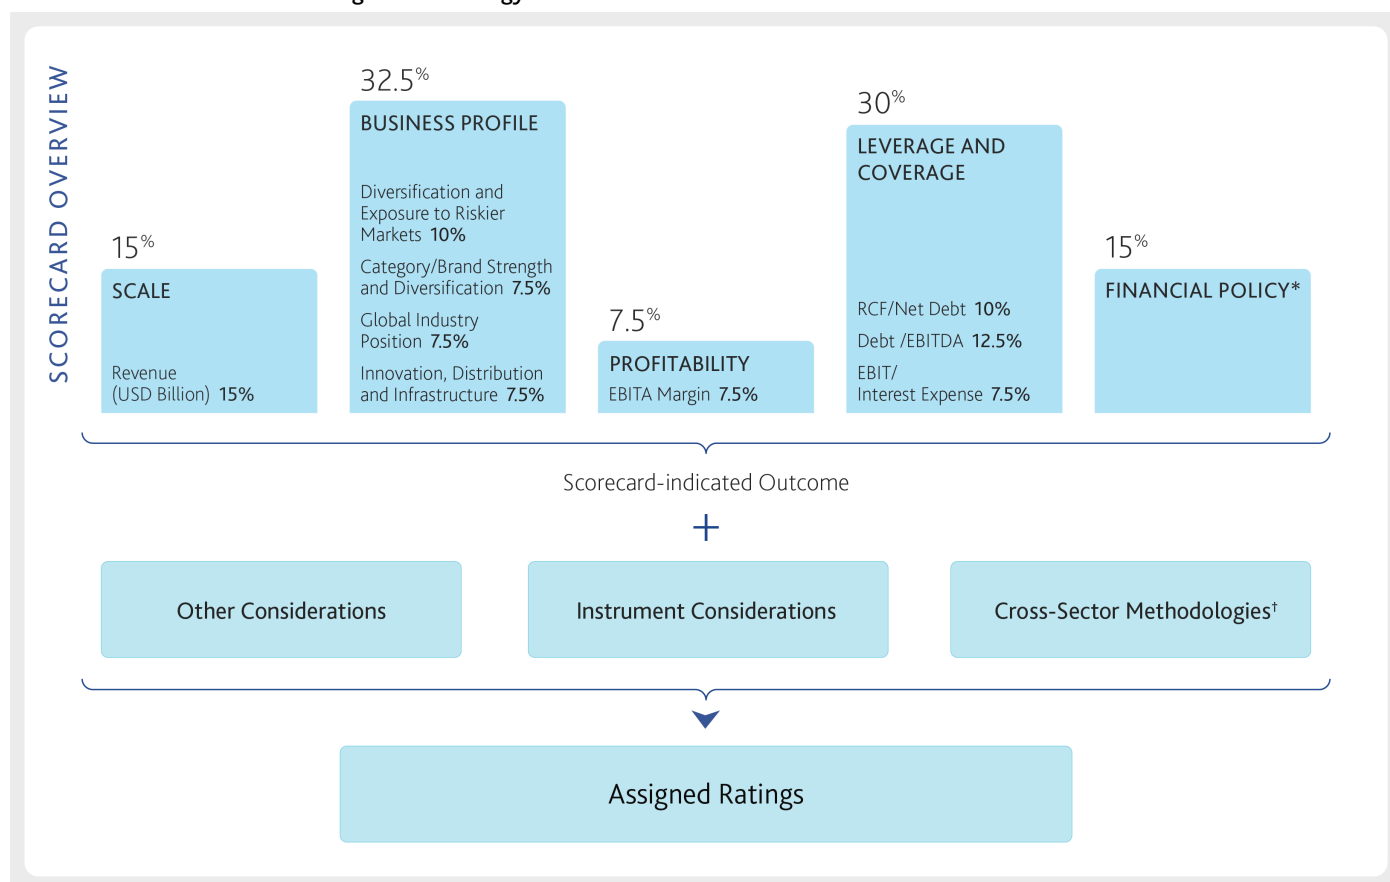 SCORECARD OVERVIEW
15%
SCALE
Revenue
(USD Billion) 15%
32.5%
BUSINESS PROFILE
Diversification and
Exposure to Riskier
Markets 10%
Category/Brand Strength
and Diversification 7.5%
Global Industry
Position 7.5%
Innovation, Distribution
and Infrastructure 7.5%
7.5%
PROFITABILITY
EBITA Margin 7.5%
30%
LEVERAGE AND
COVERAGE
RCF/Net Debt 10%
Debt /EBITDA 12.5%
EBIT/
Interest Expense 7.5%
15%
FINANCIAL POLICY*
Scorecard-indicated Outcome
+
Other Considerations
Instrument Considerations
Cross-Sector Methodologies†
Assigned Ratings